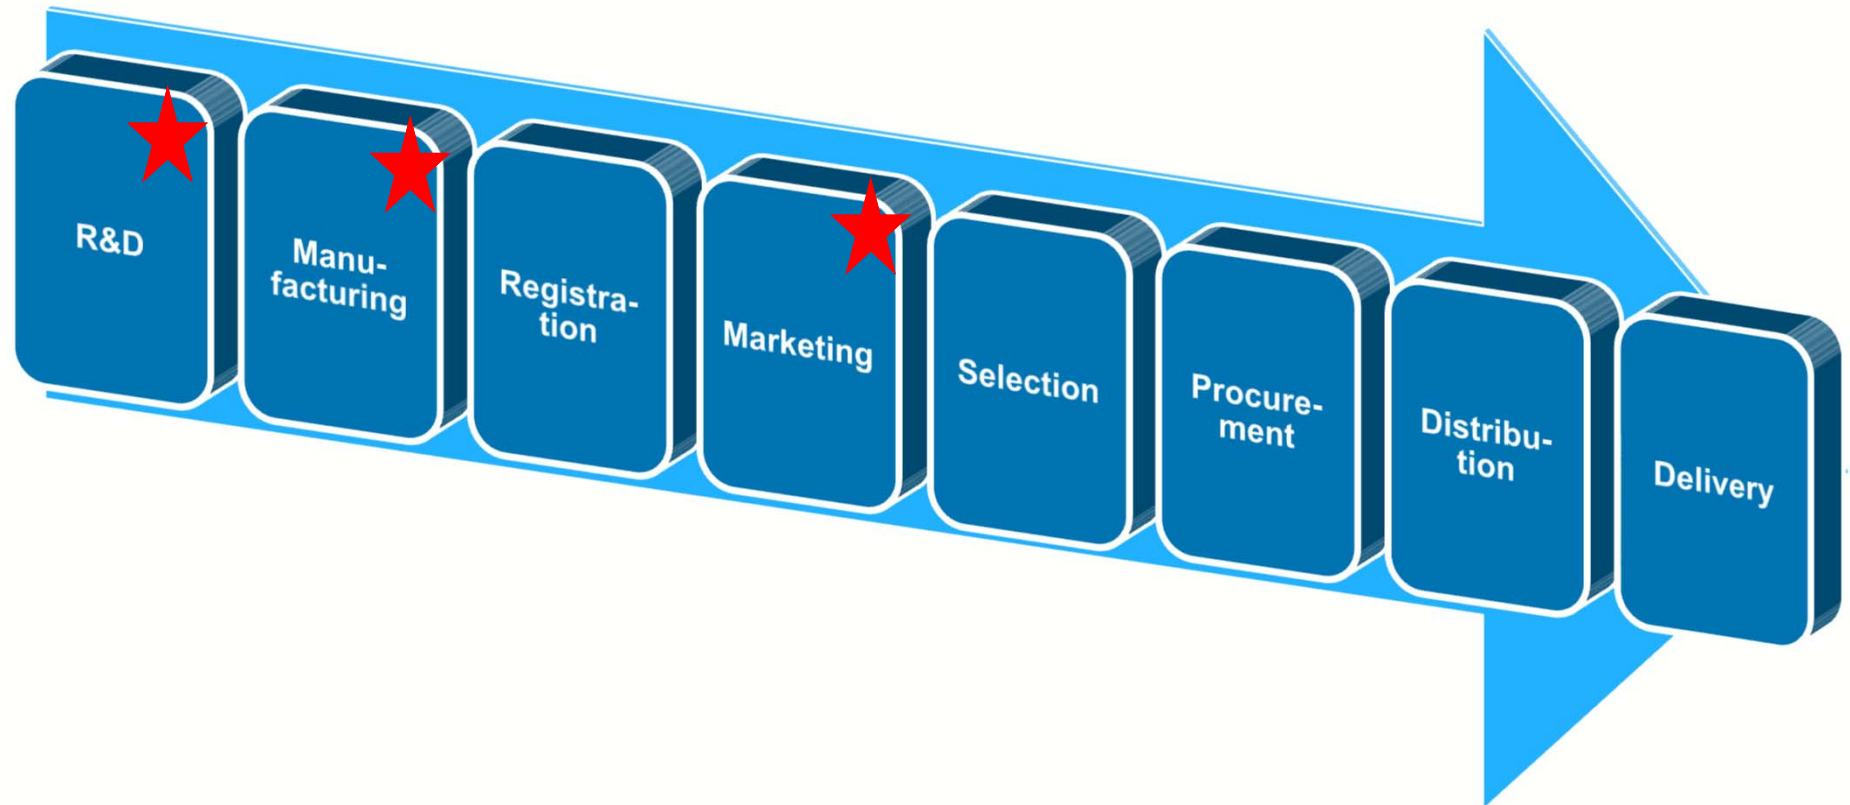 R&D
Manu-
facturing
Registra-
tion
Marketing
Selection
Procure-
ment
Distribu-
tion
Delivery